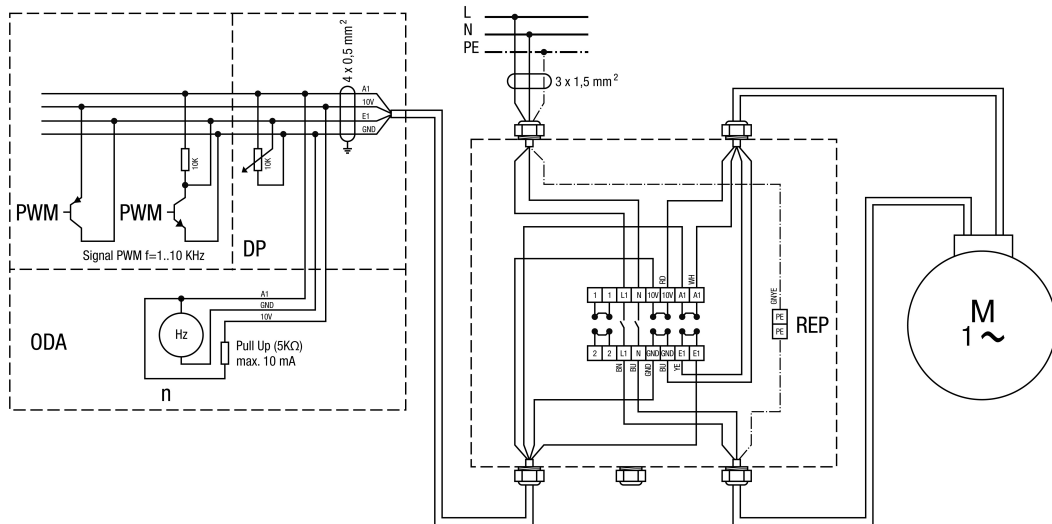 L
N
PE
3 x 1,5 mm²
4 x 0,5 mm²
A1
10V
E1
GND
10K
10K
PWM
PWM
DP
Signal PWM f=1..10 KHz
A1
GND
10V
ODA
Hz
Pull Up (5KΩ)
max. 10 mA
n
RD
WH
GNYE
1 1 L1 N 10V 10V A1 A1
2 2 L1 N GND GND E1 E1
BN
BU
GND
BU
YE
PE
PE
REP
M
1 ~